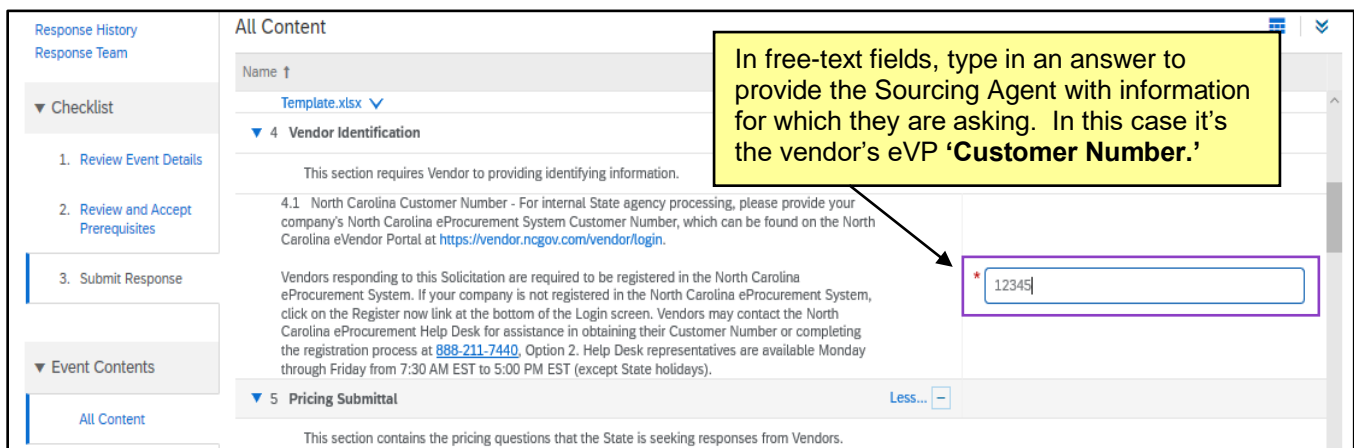 Response History
Response Team
▼ Checklist
1. Review Event Details
2. Review and Accept
Prerequisites
3. Submit Response
▼ Event Contents
All Content
All Content
Name ↑
Template.xlsx
▼ 4 Vendor Identification
This section requires Vendor to providing identifying information.
4.1 North Carolina Customer Number - For internal State agency processing, please provide your
company's North Carolina eProcurement System Customer Number, which can be found on the North
Carolina eVendor Portal at https://vendor.ncgov.com/vendor/login.
Vendors responding to this Solicitation are required to be registered in the North Carolina
eProcurement System. If your company is not registered in the North Carolina eProcurement System,
click on the Register now link at the bottom of the Login screen. Vendors may contact the North
Carolina eProcurement Help Desk for assistance in obtaining their Customer Number or completing
the registration process at 888-211-7440, Option 2. Help Desk representatives are available Monday
through Friday from 7:30 AM EST to 5:00 PM EST (except State holidays).
* 12345
▼ 5 Pricing Submittal Less... −
This section contains the pricing questions that the State is seeking responses from Vendors.
In free-text fields, type in an answer to
provide the Sourcing Agent with information
for which they are asking. In this case it's
the vendor's eVP 'Customer Number.'